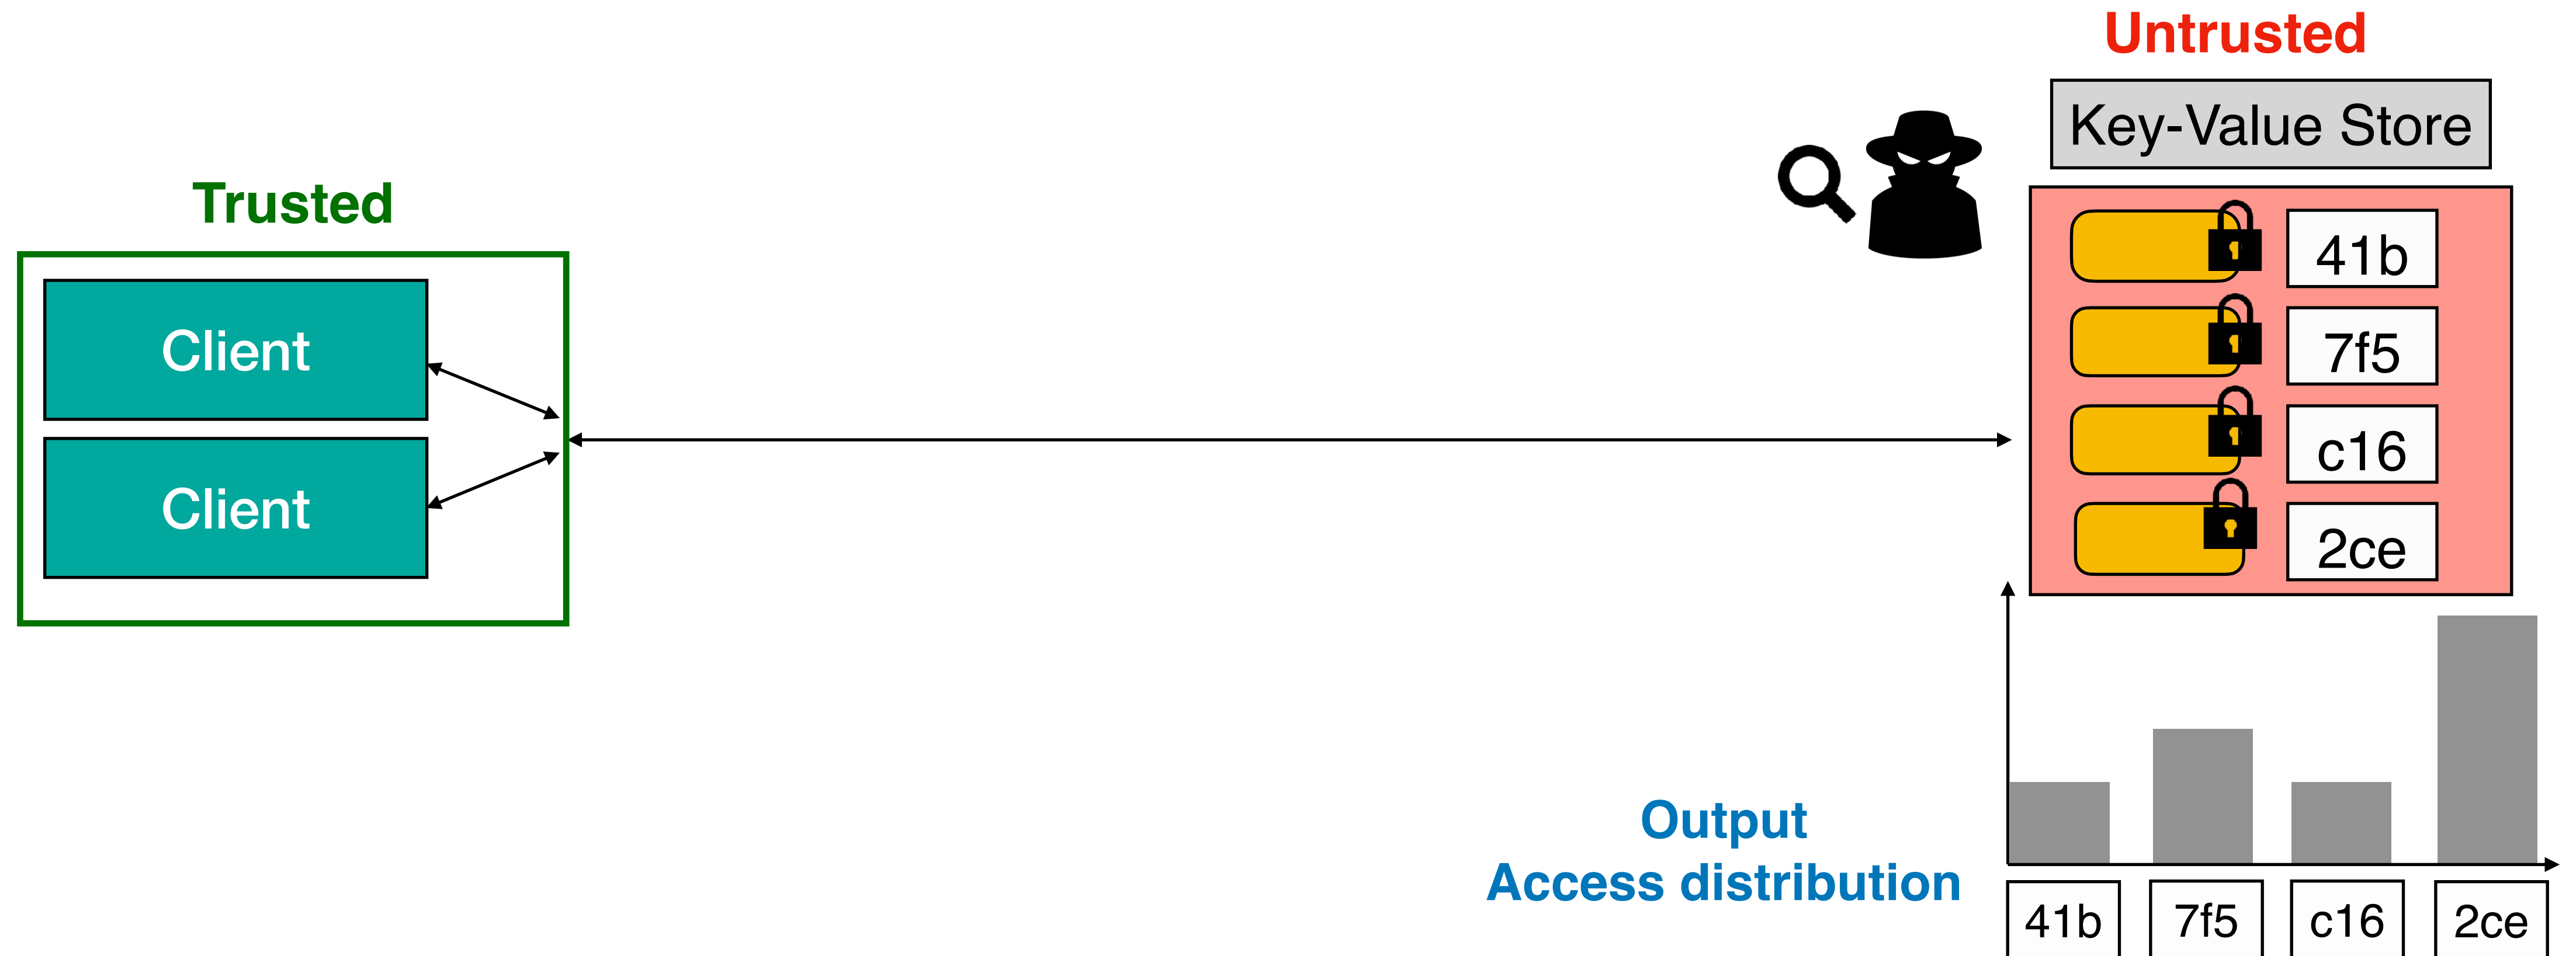 Untrusted
Key-Value Store
Trusted
Client
Client
41b
7f5
c16
2ce
Output
Access distribution
41b
7f5
c16
2ce